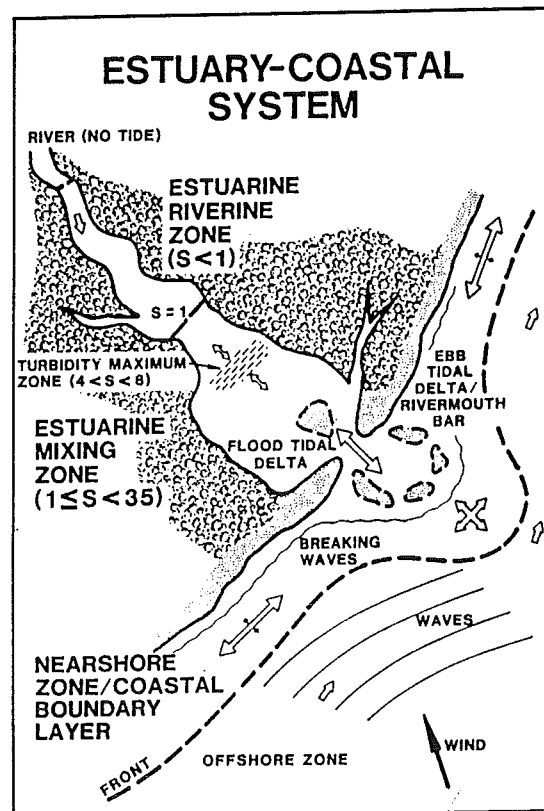 ESTUARY-COASTAL
SYSTEM
RIVER (NO TIDE)
ESTUARINE
RIVERINE
ZONE
(S<1)
S=1
TURBIDITY MAXIMUM
ZONE (4<S<8)
ESTUARINE
MIXING
ZONE
(1≤S<35)
FLOOD TIDAL
DELTA
EBB
TIDAL
DELTA/
RIVERMOUTH
BAR
BREAKING
WAVES
WAVES
NEARSHORE
ZONE/COASTAL
BOUNDARY
LAYER
FRONT
OFFSHORE ZONE
WIND